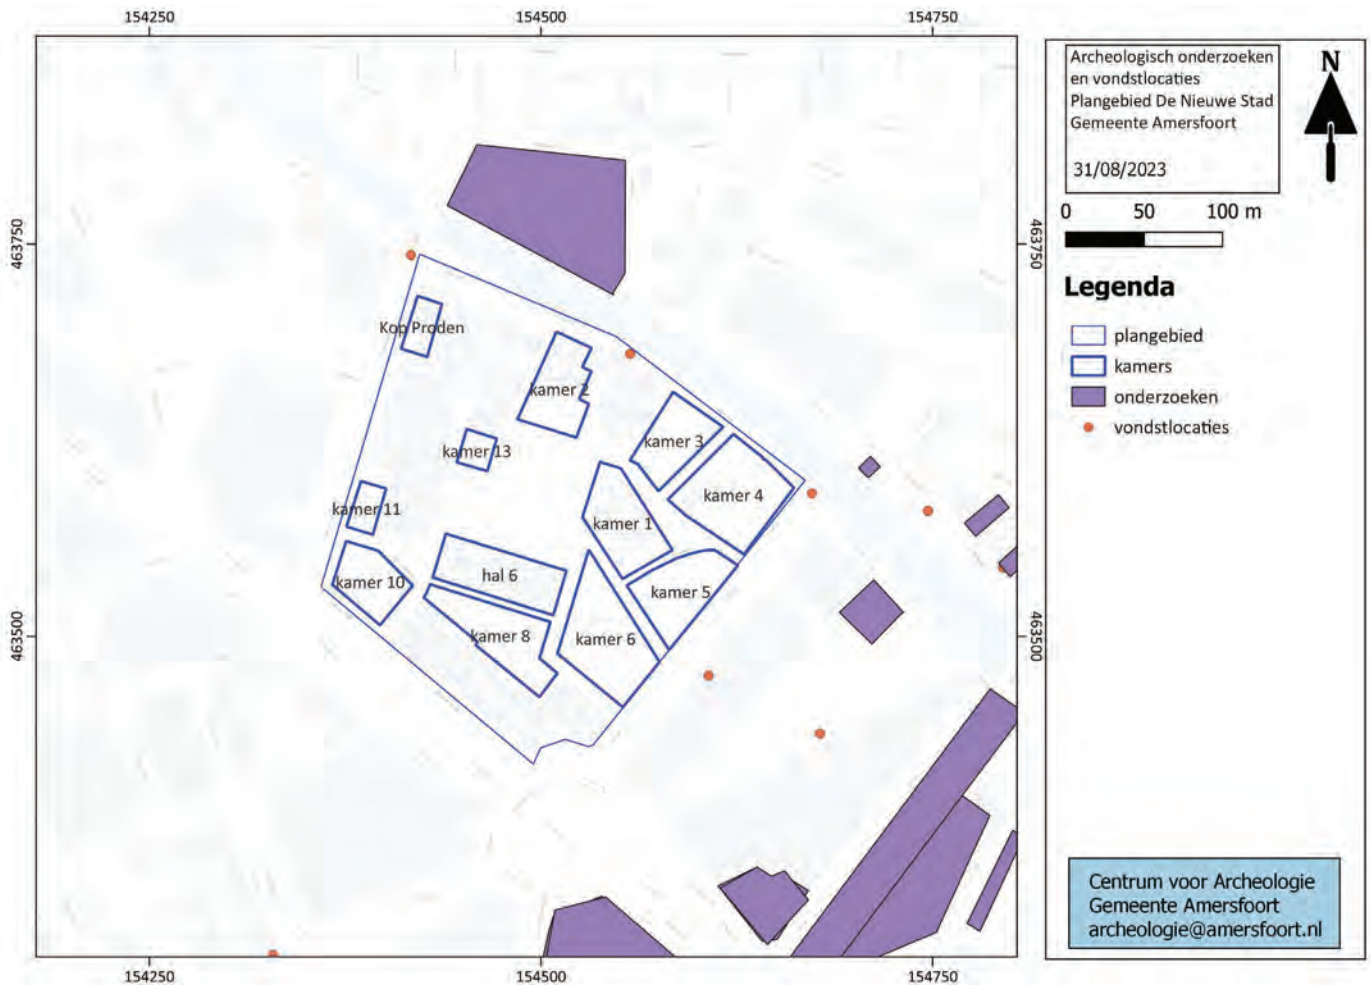 154250
154500
154750
463750
463500
463750
463500
154250
154500
154750
Kop Proden
kamer 2
kamer 13
kamer 3
kamer 4
kamer 11
kamer 1
kamer 10
hal 6
kamer 5
kamer 8
kamer 6
Archeologisch onderzoeken
en vondstlocaties
Plangebied De Nieuwe Stad
Gemeente Amersfoort
31/08/2023
N
0 50 100 m
Legenda
plangebied
kamers
onderzoeken
vondstlocaties
Centrum voor Archeologie
Gemeente Amersfoort
archeologie@amersfoort.nl